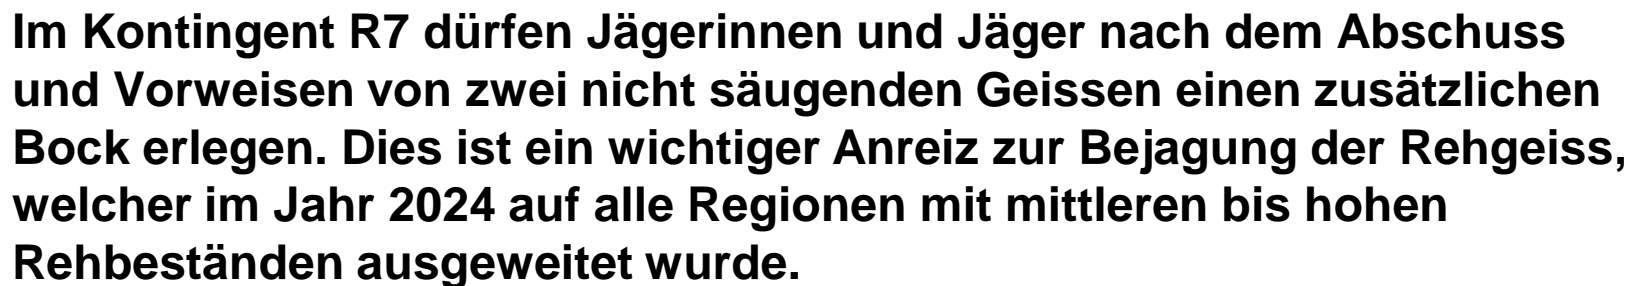 Im Kontingent R7 dürfen Jägerinnen und Jäger nach dem Abschuss
und Vorweisen von zwei nicht säugenden Geissen einen zusätzlichen
Bock erlegen. Dies ist ein wichtiger Anreiz zur Bejagung der Rehgeiss,
welcher im Jahr 2024 auf alle Regionen mit mittleren bis hohen
Rehbeständen ausgeweitet wurde.